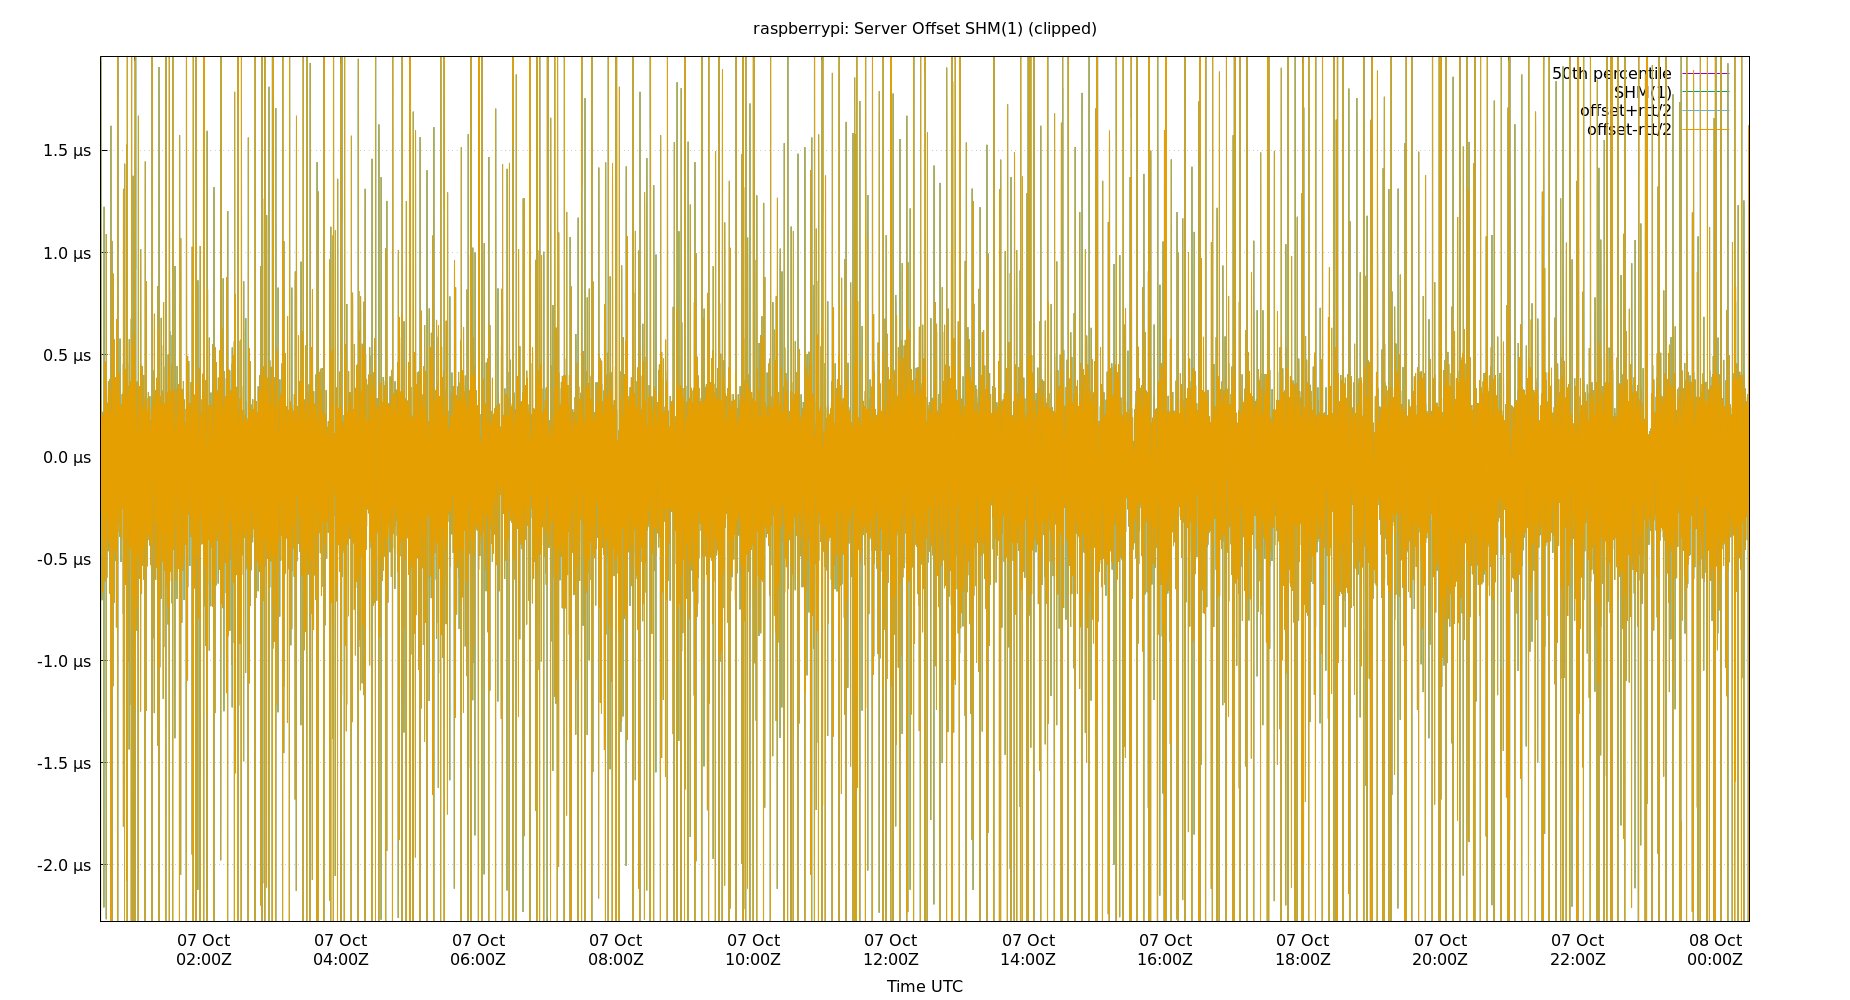 raspberrypi: Server Offset SHM(1) (clipped)
50th percentile
SHM(1)
offset+rtt/2
offset-rtt/2
1.5 µs
1.0 µs
0.5 µs
0.0 µs
-0.5 µs
-1.0 µs
-1.5 µs
-2.0 µs
07 Oct 07 Oct 07 Oct 07 Oct 07 Oct 07 Oct 07 Oct 07 Oct 07 Oct 07 Oct 07 Oct 08 Oct
02:00Z 04:00Z 06:00Z 08:00Z 10:00Z 12:00Z 14:00Z 16:00Z 18:00Z 20:00Z 22:00Z 00:00Z
Time UTC